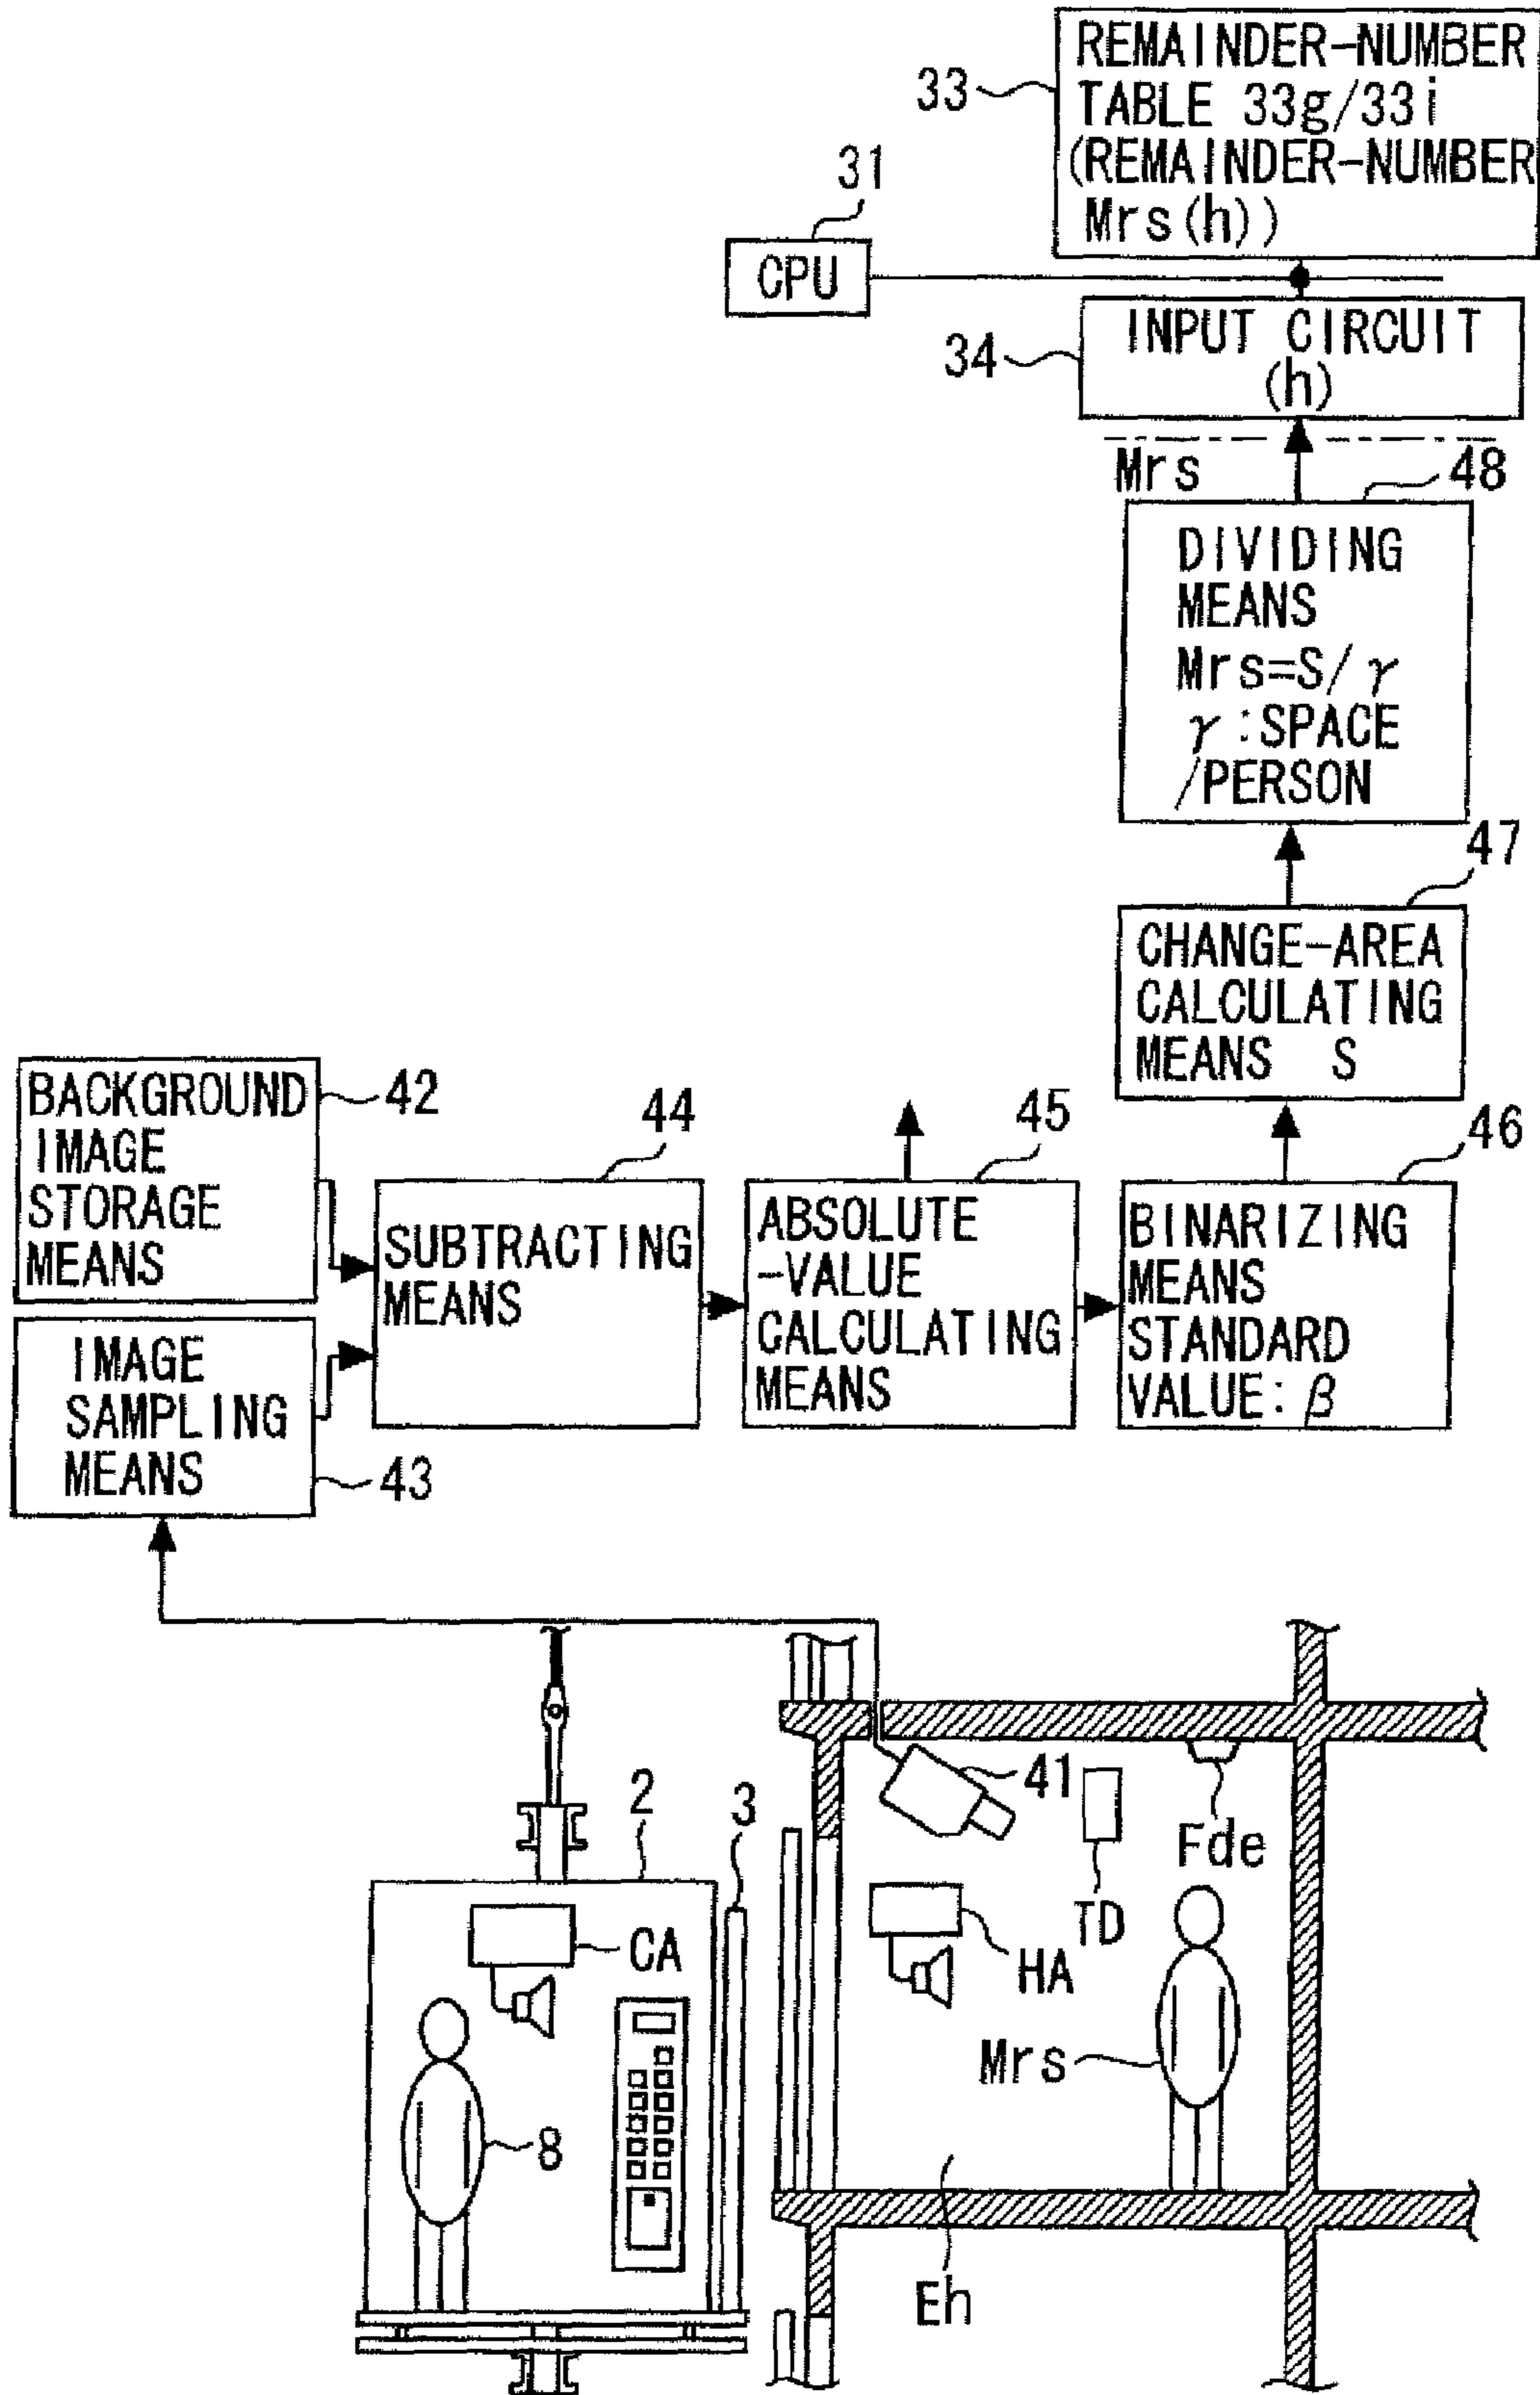 33
REMAINDER-NUMBER
TABLE 33g/33i
(REMAINDER-NUMBER
Mrs(h))
31
CPU
34
INPUT CIRCUIT
(h)
Mrs
48
DIVIDING
MEANS
Mrs=S/γ
γ:SPACE
/PERSON
47
CHANGE-AREA
CALCULATING
MEANS S
BACKGROUND
IMAGE
STORAGE
MEANS
42
44
SUBTRACTING
MEANS
45
ABSOLUTE
-VALUE
CALCULATING
MEANS
46
BINARIZING
MEANS
STANDARD
VALUE:β
IMAGE
SAMPLING
MEANS
43
2
3
41
Fde
TD
CA
HA
Mrs
8
Eh